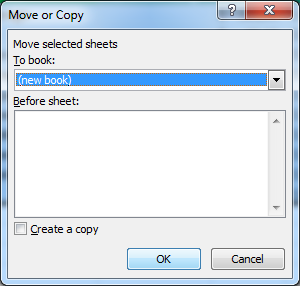 Move or Copy
Move selected sheets
To book:
(new book)
Before sheet:
Create a copy
OK Cancel